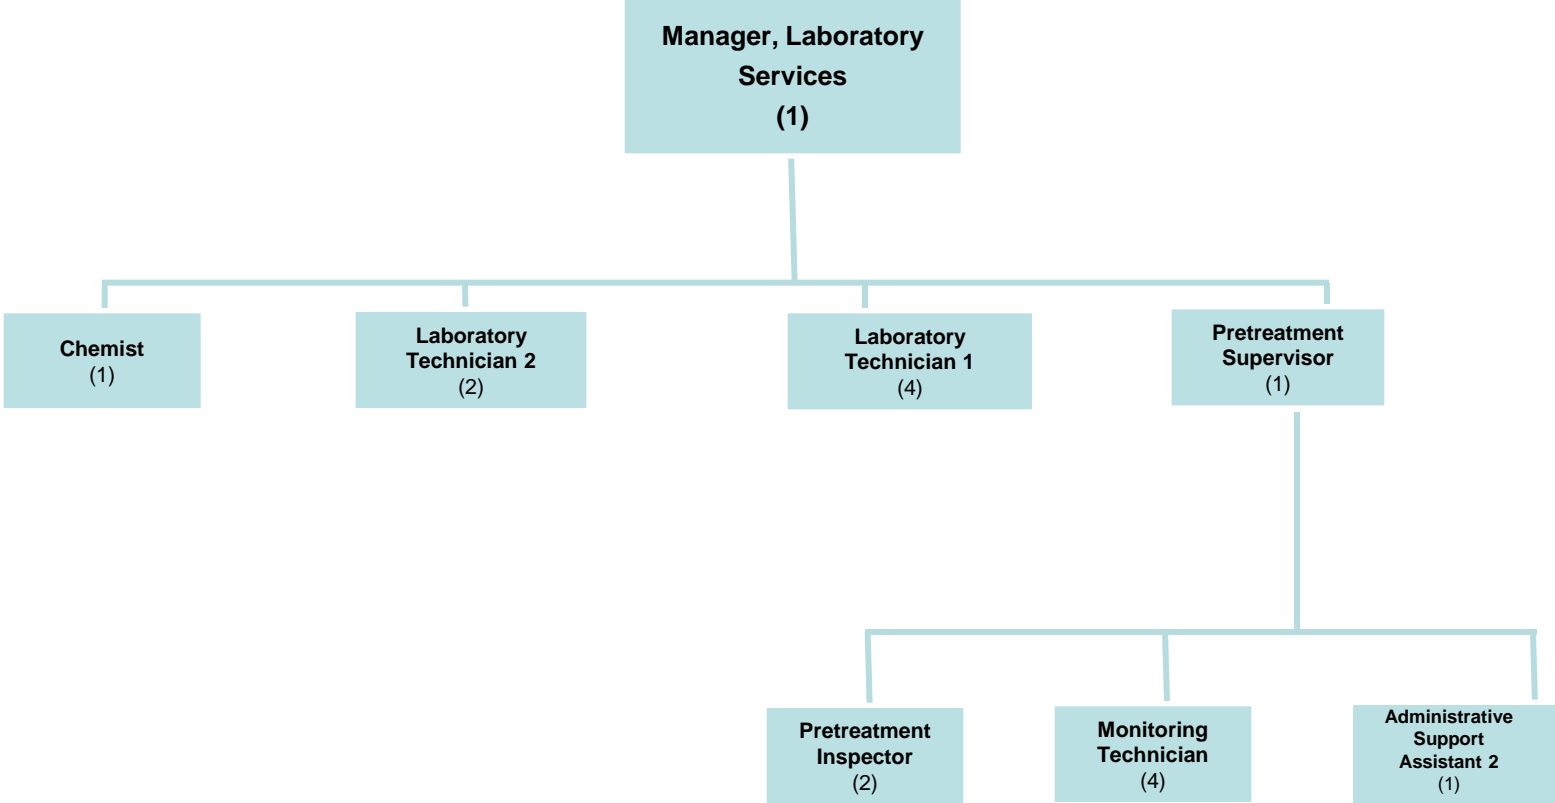 Manager, Laboratory
Services
(1)
Chemist
(1)
Laboratory
Technician 2
(2)
Laboratory
Technician 1
(4)
Pretreatment
Supervisor
(1)
Pretreatment
Inspector
(2)
Monitoring
Technician
(4)
Administrative
Support
Assistant 2
(1)